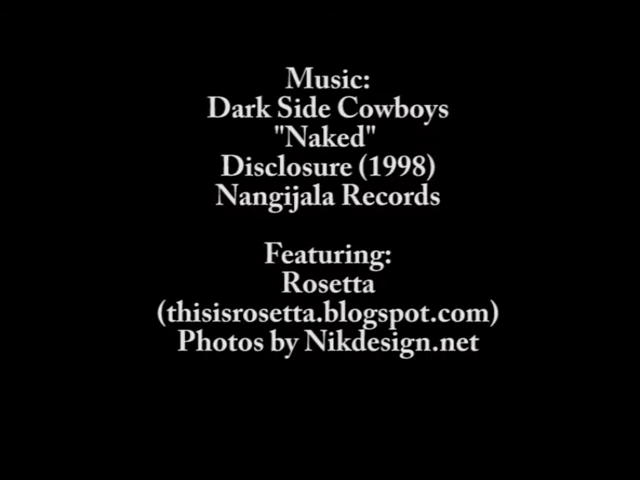 Music:
Dark Side Cowboys
"Naked"
Disclosure (1998)
Nangijala Records
Featuring:
Rosetta
(thisisrosetta.blogspot.com)
Photos by Nikdesign.net